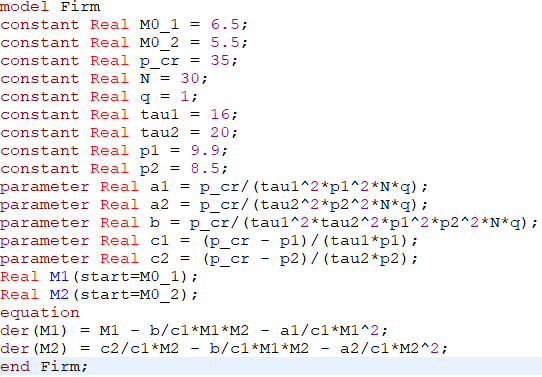 model Firm
constant Real M0_1 = 6.5;
constant Real M0_2 = 5.5;
constant Real p_cr = 35;
constant Real N = 30;
constant Real q = 1;
constant Real tau1 = 16;
constant Real tau2 = 20;
constant Real p1 = 9.9;
constant Real p2 = 8.5;
parameter Real a1 = p_cr/(tau1^2*p1^2*N*q);
parameter Real a2 = p_cr/(tau2^2*p2^2*N*q);
parameter Real b = p_cr/(tau1^2*tau2^2*p1^2*p2^2*N*q);
parameter Real c1 = (p_cr - p1)/(tau1*p1);
parameter Real c2 = (p_cr - p2)/(tau2*p2);
Real M1(start=M0_1);
Real M2(start=M0_2);
equation
der(M1) = M1 - b/c1*M1*M2 - a1/c1*M1^2;
der(M2) = c2/c1*M2 - b/c1*M1*M2 - a2/c1*M2^2;
end Firm;